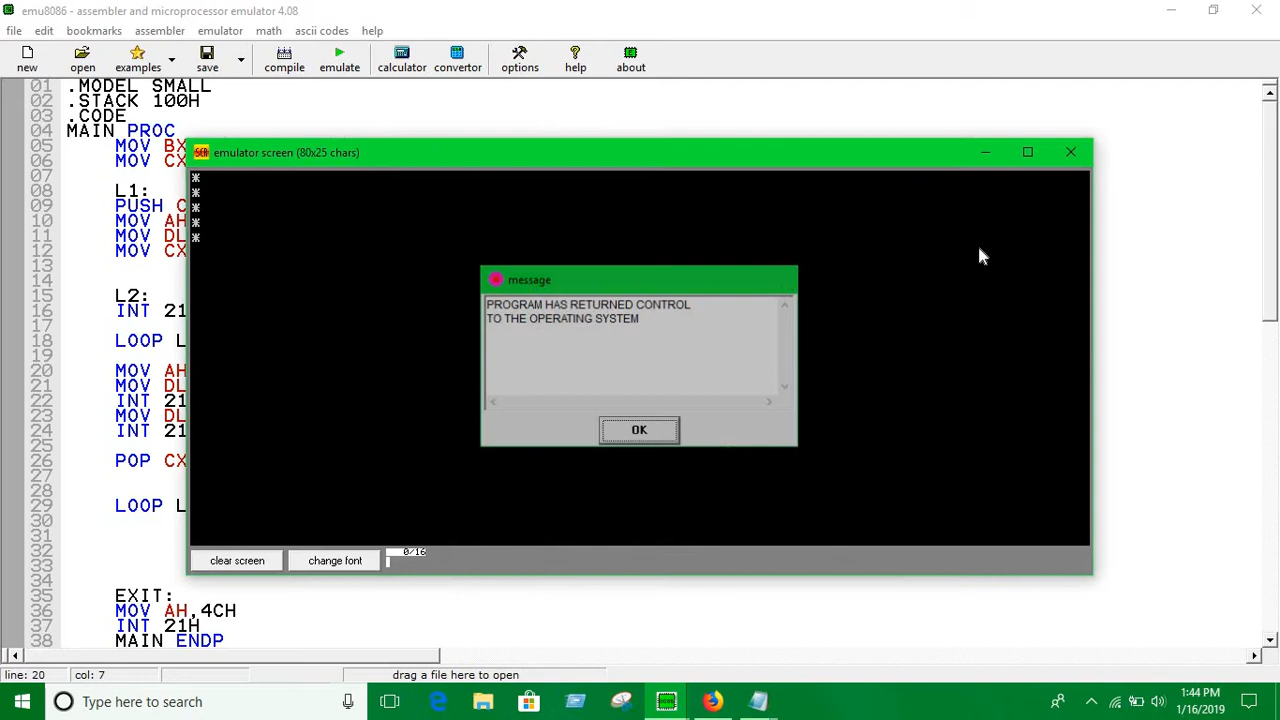 emu8086 - assembler and microprocessor emulator 4.08
file edit bookmarks assembler emulator math ascii codes help
new open examples save compile emulate calculator convertor options help about
01 .MODEL SMALL
02 .STACK 100H
03 .CODE
04 MAIN PROC
05 MOV BX
06 MOV CX
07
08 L1:
09 PUSH C
10 MOV AH
11 MOV DL
12 MOV CX
13
14
15 L2:
16 INT 21
17
18 LOOP L
19
20 MOV AH
21 MOV DL
22 INT 21
23 MOV DL
24 INT 21
25
26 POP CX
27
28
29 LOOP L
30
31
32
33
34
35 EXIT:
36 MOV AH,4CH
37 INT 21H
38 MAIN ENDP
emulator screen (80x25 chars)
*
*
*
*
*
message
PROGRAM HAS RETURNED CONTROL
TO THE OPERATING SYSTEM
OK
clear screen change font 0/16
line: 20 col: 7 drag a file here to open
Type here to search
1:44 PM
1/16/2019